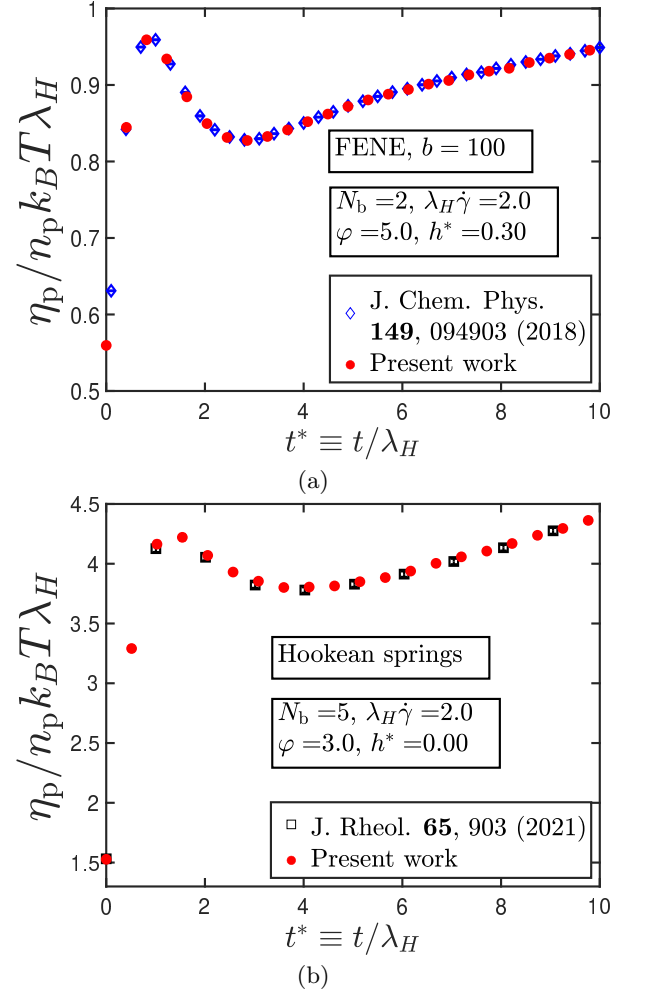 1
0.9
0.8
0.7
0.6
0.5
η_p/n_p k_B T λ_H
FENE, b = 100
N_b =2, λ_H γ̇ =2.0
φ =5.0, h* =0.30
J. Chem. Phys.
149, 094903 (2018)
Present work
0 2 4 6 8 10
t* ≡ t/λ_H
(a)
4.5
4
3.5
3
2.5
2
1.5
η_p/n_p k_B T λ_H
Hookean springs
N_b =5, λ_H γ̇ =2.0
φ =3.0, h* =0.00
J. Rheol. 65, 903 (2021)
Present work
0 2 4 6 8 10
t* ≡ t/λ_H
(b)